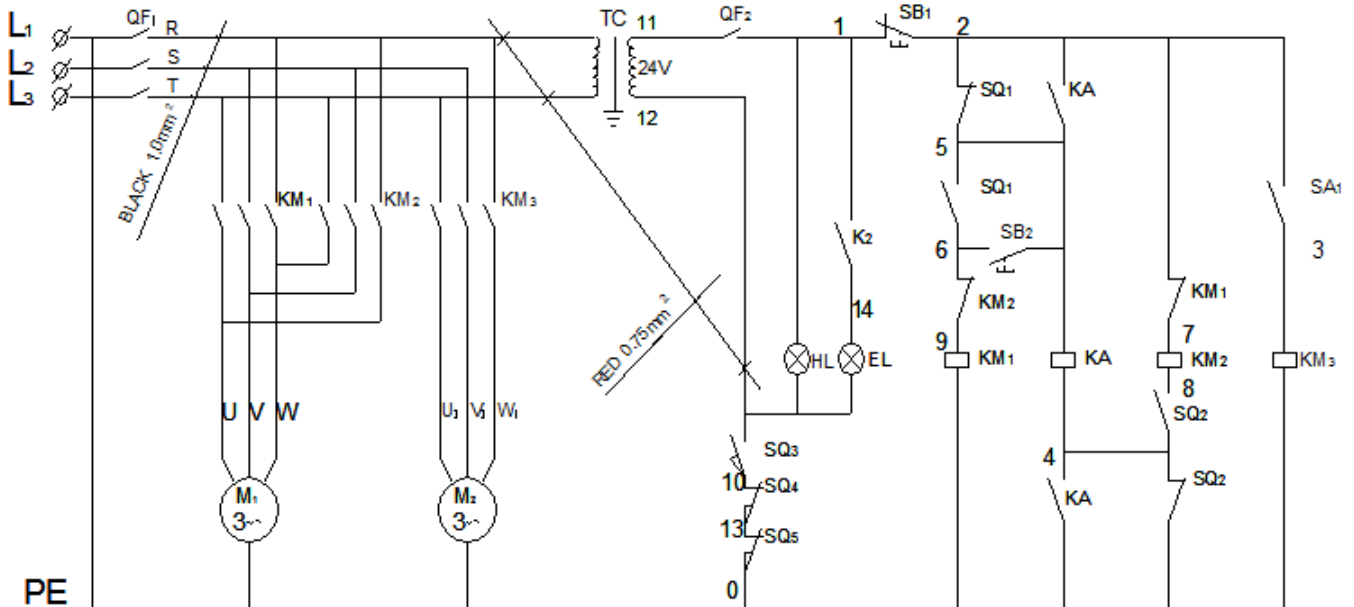 L1 QF1 R TC 11 QF2 1 SB1 2
L2 S 24V
L3 T 12
BLACK 1.0mm²
SQ1 KA
5
KM1 KM2 KM3 SQ1 SA1
K2 6 SB2 3
RED 0.75mm² 14 KM2 KM1
9 7
HL EL KM1 KA KM2 KM3
8
U V W U1 V1 W1 SQ2
SQ3 4
10 SQ4 KA SQ2
M1 M2
3~ 3~
13 SQ5
PE 0